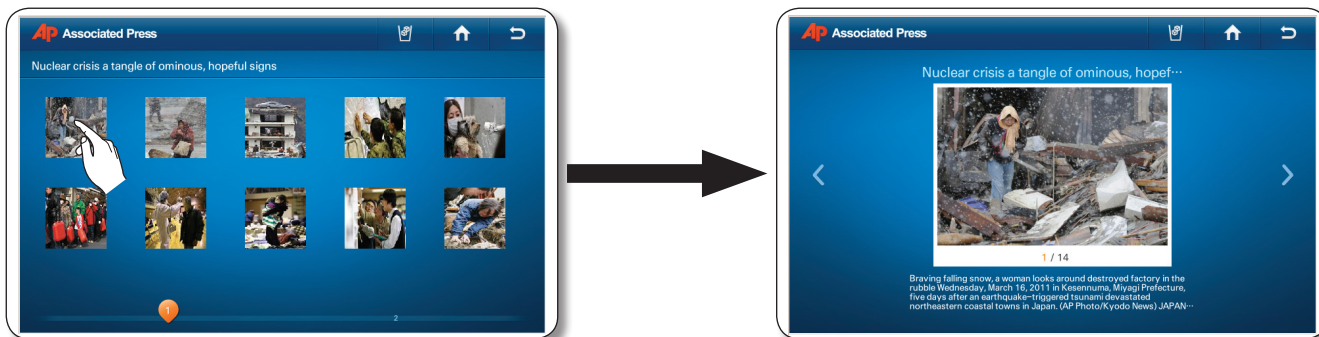 AP Associated Press
Nuclear crisis a tangle of ominous, hopeful signs
1
2
AP Associated Press
Nuclear crisis a tangle of ominous, hopef…
1 / 14
Braving falling snow, a woman looks around destroyed factory in the
rubble Wednesday, March 16, 2011 in Kesennuma, Miyagi Prefecture,
five days after an earthquake-triggered tsunami devastated
northeastern coastal towns in Japan. (AP Photo/Kyodo News) JAPAN…